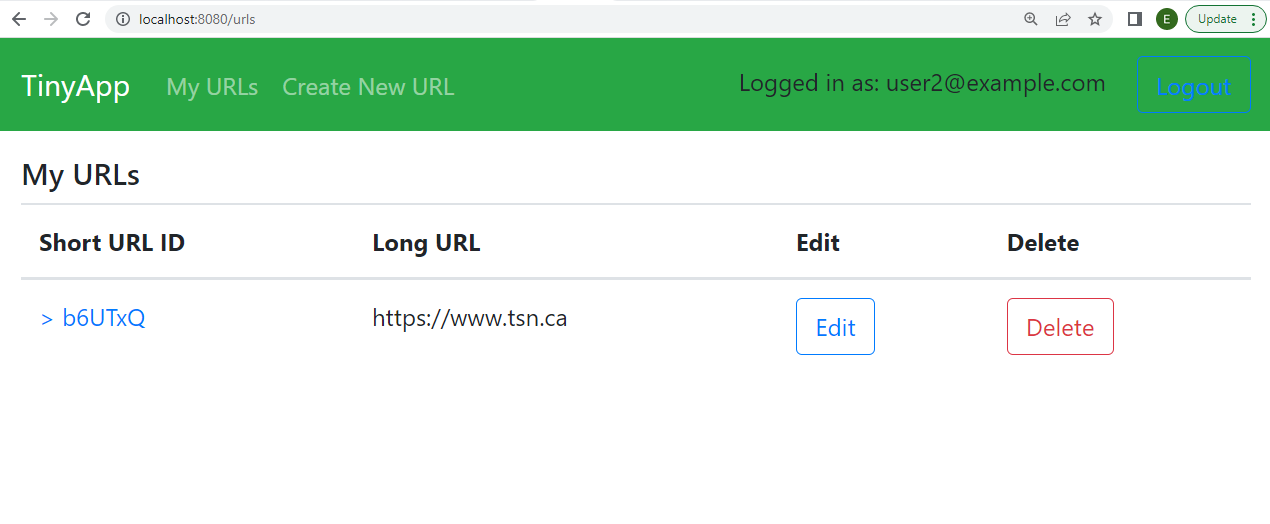 localhost:8080/urls E Update
TinyApp My URLs Create New URL Logged in as: user2@example.com Logout
My URLs
Short URL ID Long URL Edit Delete
> b6UTxQ https://www.tsn.ca Edit Delete